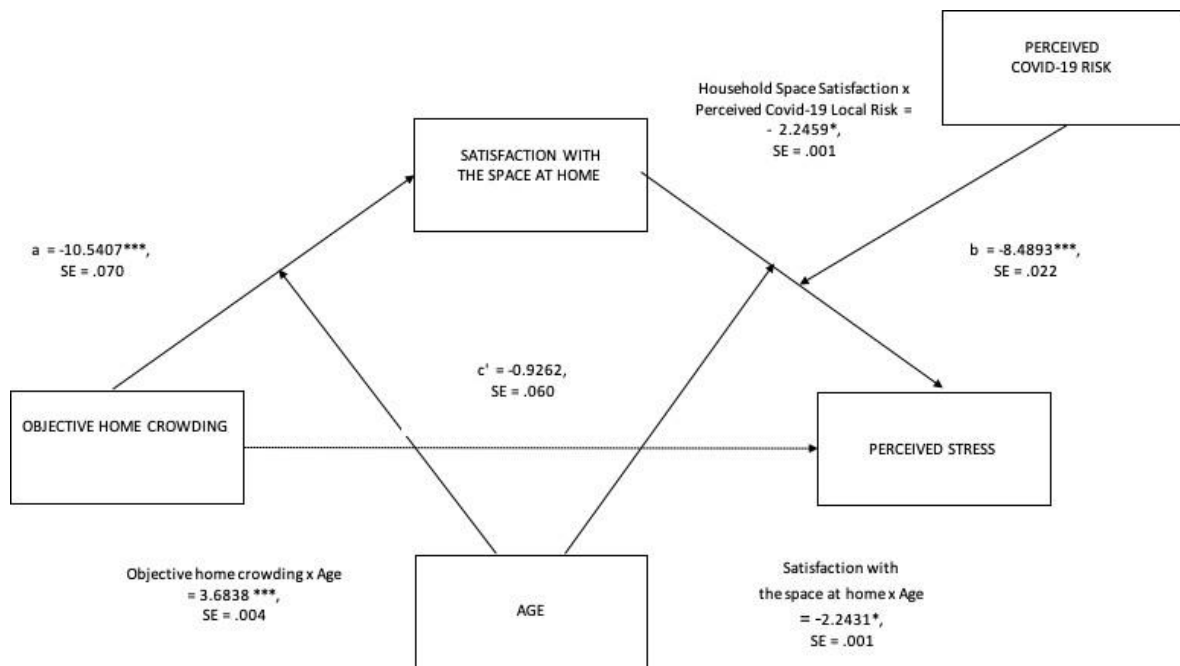 PERCEIVED
COVID-19 RISK
Household Space Satisfaction x
Perceived Covid-19 Local Risk =
- 2.2459*,
SE = .001
SATISFACTION WITH
THE SPACE AT HOME
a = -10.5407***,
SE = .070
b = -8.4893***,
SE = .022
c' = -0.9262,
SE = .060
OBJECTIVE HOME CROWDING
PERCEIVED STRESS
Objective home crowding x Age
= 3.6838 ***,
SE = .004
AGE
Satisfaction with
the space at home x Age
= -2.2431*,
SE = .001